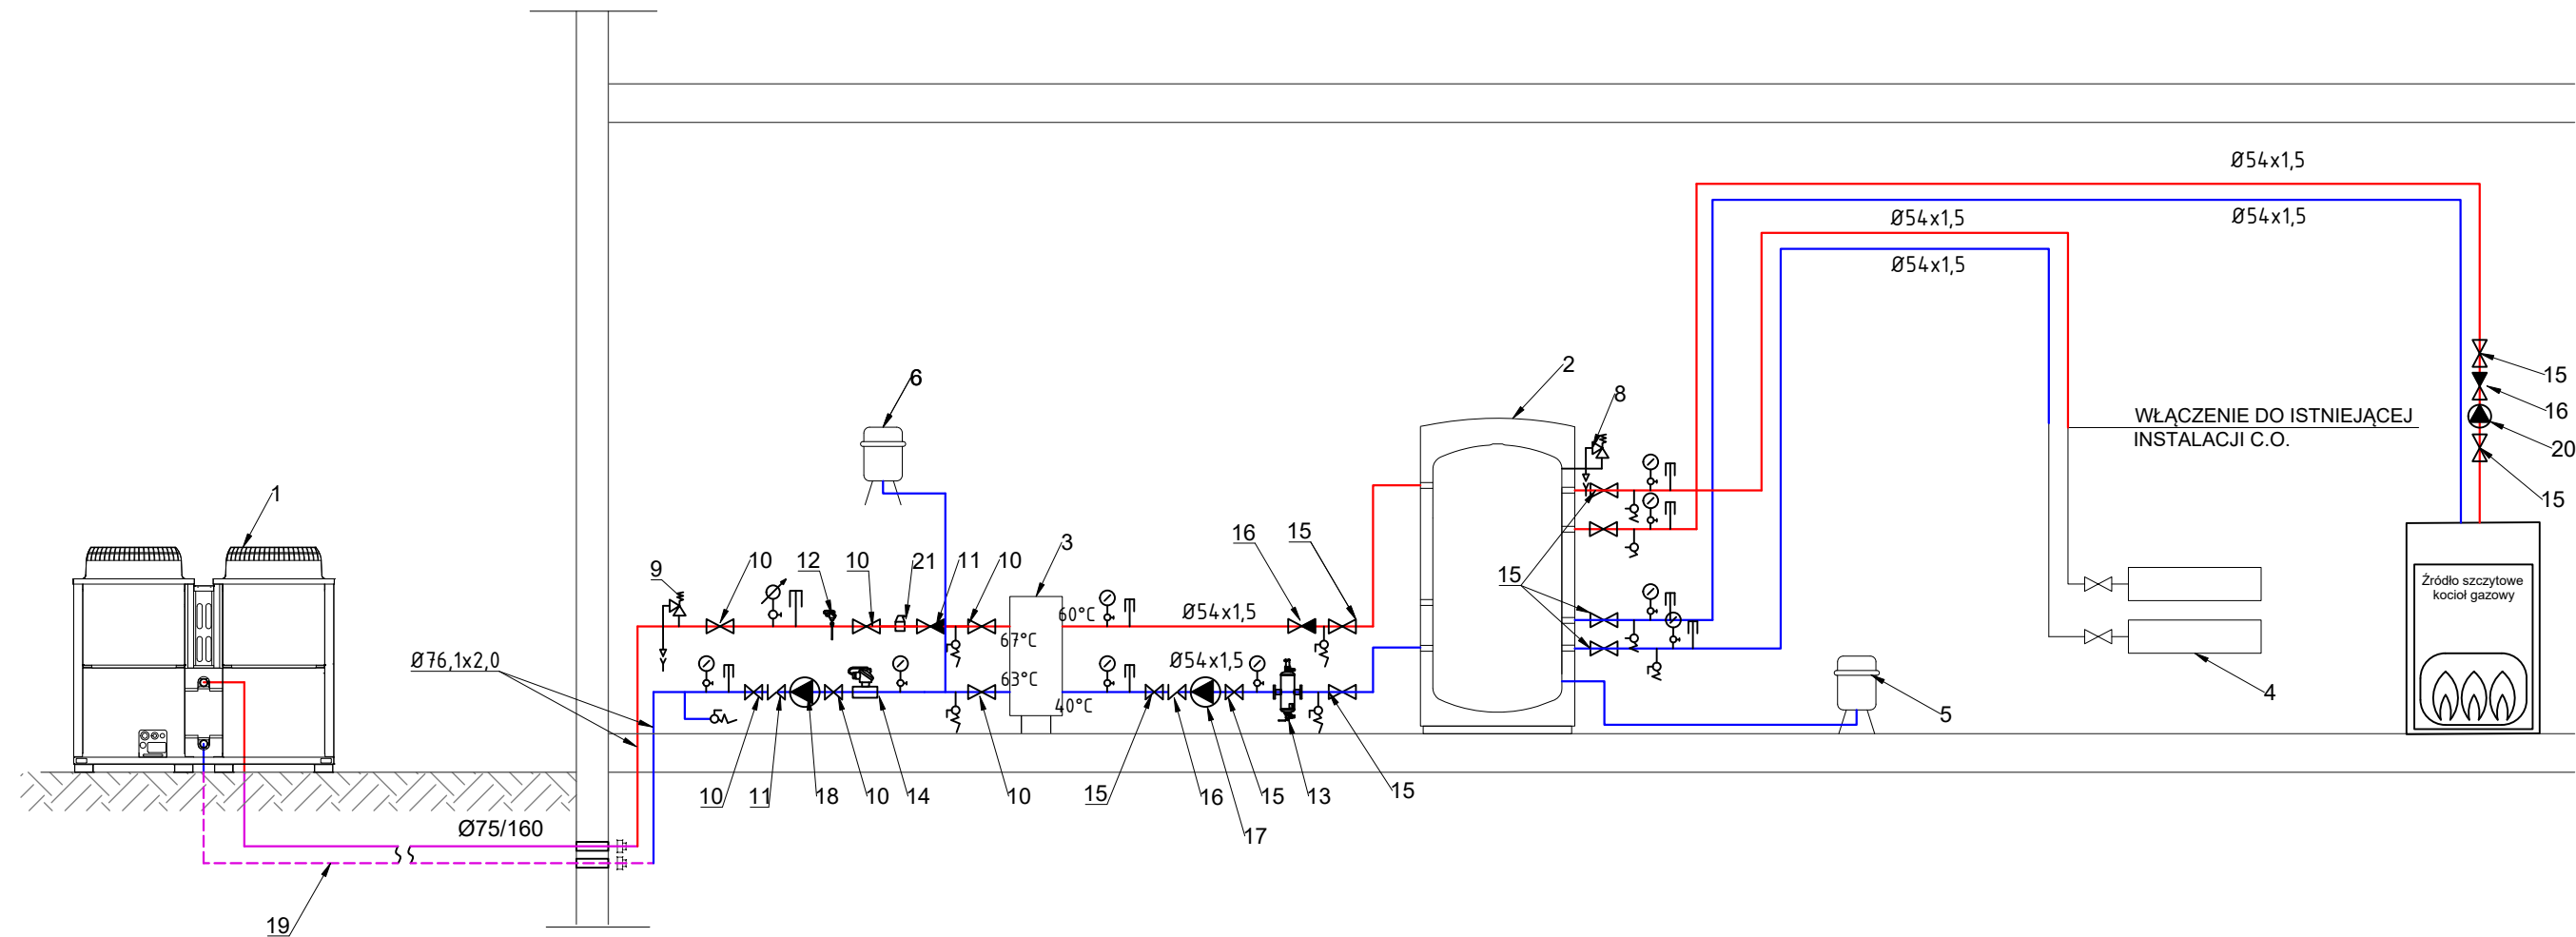 Ø54x1,5
Ø54x1,5
Ø54x1,5
Ø54x1,5
2
6
8
15
16
WŁĄCZENIE DO ISTNIEJĄCEJ
INSTALACJI C.O.
20
1
15
9
10
12
10
21
11
10
3
16
15
15
Źródło szczytowe
kocioł gazowy
60°C
Ø54x1,5
67°C
Ø76,1x2,0
Ø54x1,5
63°C
40°C
4
5
10
11
18
10
14
10
15
16
15
13
15
17
Ø75/160
19